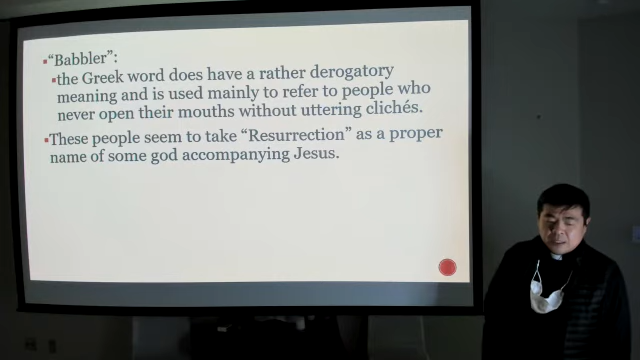 ▪“Babbler”:
▪the Greek word does have a rather derogatory
meaning and is used mainly to refer to people who
never open their mouths without uttering clichés.
▪These people seem to take “Resurrection” as a proper
name of some god accompanying Jesus.